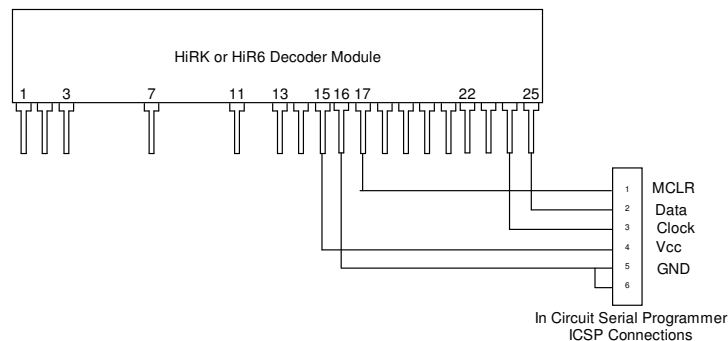 HiRK or HiR6 Decoder Module
1 3 7 11 13 15 16 17 22 25
1 MCLR
2 Data
3 Clock
4 Vcc
5 GND
6
In Circuit Serial Programmer
ICSP Connections